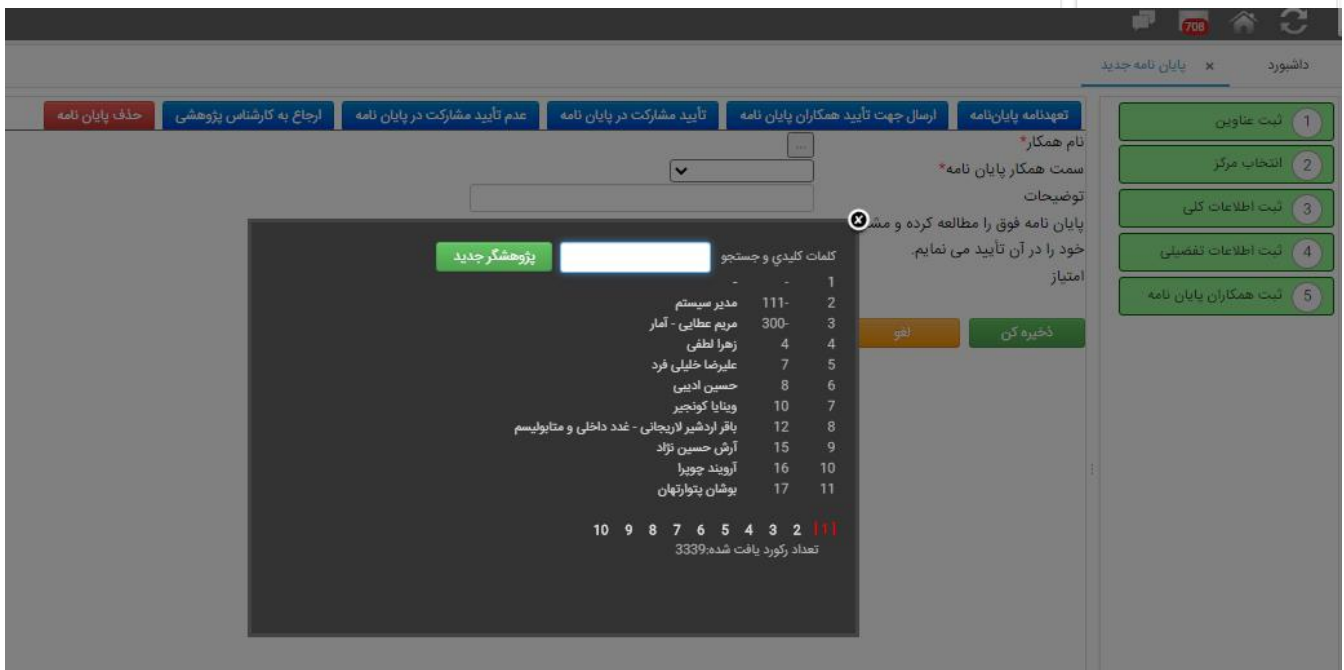 708
داشبورد
پایان نامه جدید
×
تعهدنامه پایان‌نامه
ارسال جهت تأیید همکاران پایان نامه
تأیید مشارکت در پایان نامه
عدم تأیید مشارکت در پایان نامه
ارجاع به کارشناس پژوهشی
حذف پایان نامه
1 ثبت عناوین
2 انتخاب مرکز
3 ثبت اطلاعات کلی
4 ثبت اطلاعات تفضیلی
5 ثبت همکاران پایان نامه
نام همکار*
...
سمت همکار پایان نامه*
توضیحات
پایان نامه فوق را مطالعه کرده و
خود را در آن تأیید می نمایم.
امتیاز
ذخیره کن
لغو
کلمات کلیدي و جستجو
پژوهشگر جدید
1 - -
2 -111 مدیر سیستم
3 -300 مریم عطایی - آمار
4 4 زهرا لطفی
5 7 علیرضا خلیلی فرد
6 8 حسین ادیبی
7 10 وینایا کونجیر
8 12 باقر اردشیر لاریجانی - غدد داخلی و متابولیسم
9 15 آرش حسین نژاد
10 16 آرویند چوپرا
11 17 بوشان پتوارتهان
|1| 2 3 4 5 6 7 8 9 10
تعداد رکورد یافت شده:3339